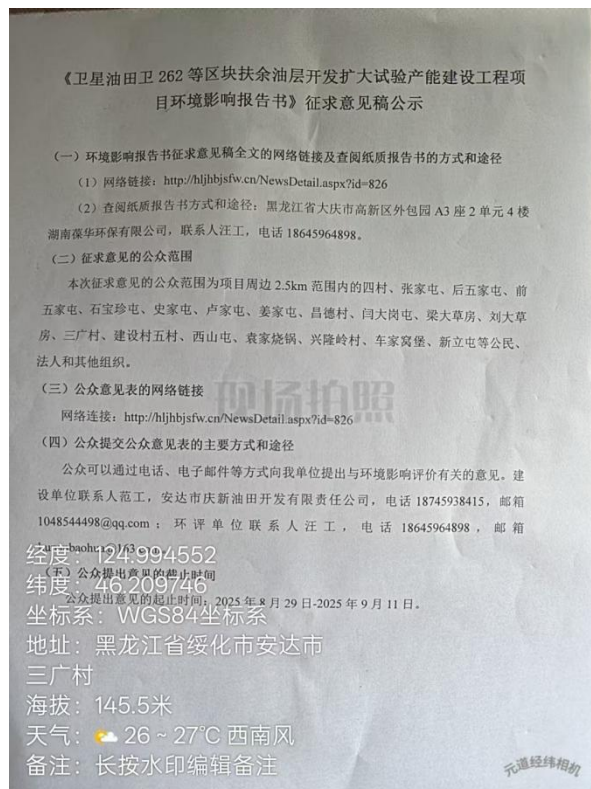 《卫星油田卫 262 等区块扶余油层开发扩大试验产能建设工程项
目环境影响报告书》征求意见稿公示
（一）环境影响报告书征求意见稿全文的网络链接及查阅纸质报告书的方式和途径
（1）网络链接：http://hljhbjsfw.cn/NewsDetail.aspx?id=826
（2）查阅纸质报告书方式和途径：黑龙江省大庆市高新区外包园 A3 座 2 单元 4 楼
湖南葆华环保有限公司，联系人汪工，电话 18645964898。
（二）征求意见的公众范围
本次征求意见的公众范围为项目周边 2.5km 范围内的四村、张家屯、后五家屯、前
五家屯、石宝珍屯、史家屯、卢家屯、姜家屯、昌德村、闫大岗屯、梁大草房、刘大草
房、三广村、建设村五村、西山屯、袁家烧锅、兴隆岭村、车家窝堡、新立屯等公民、
法人和其他组织。
（三）公众意见表的网络链接
现场拍照
网络连接：http://hljhbjsfw.cn/NewsDetail.aspx?id=826
（四）公众提交公众意见表的主要方式和途径
公众可以通过电话、电子邮件等方式向我单位提出与环境影响评价有关的意见。建
设单位联系人范工，安达市庆新油田开发有限责任公司，电话 18745938415，邮箱
1048544498@qq.com；环评单位联系人汪工，电话 18645964898，邮箱
经度：124.994552
（五）公众提出意见的截止时间
纬度：46.209746
公众提出意见的起止时间：2025 年 8 月 29 日-2025 年 9 月 11 日。
坐标系：WGS84坐标系
地址：黑龙江省绥化市安达市
三广村
海拔：145.5米
天气：26～27℃ 西南风
备注：长按水印编辑备注
元道经纬相机